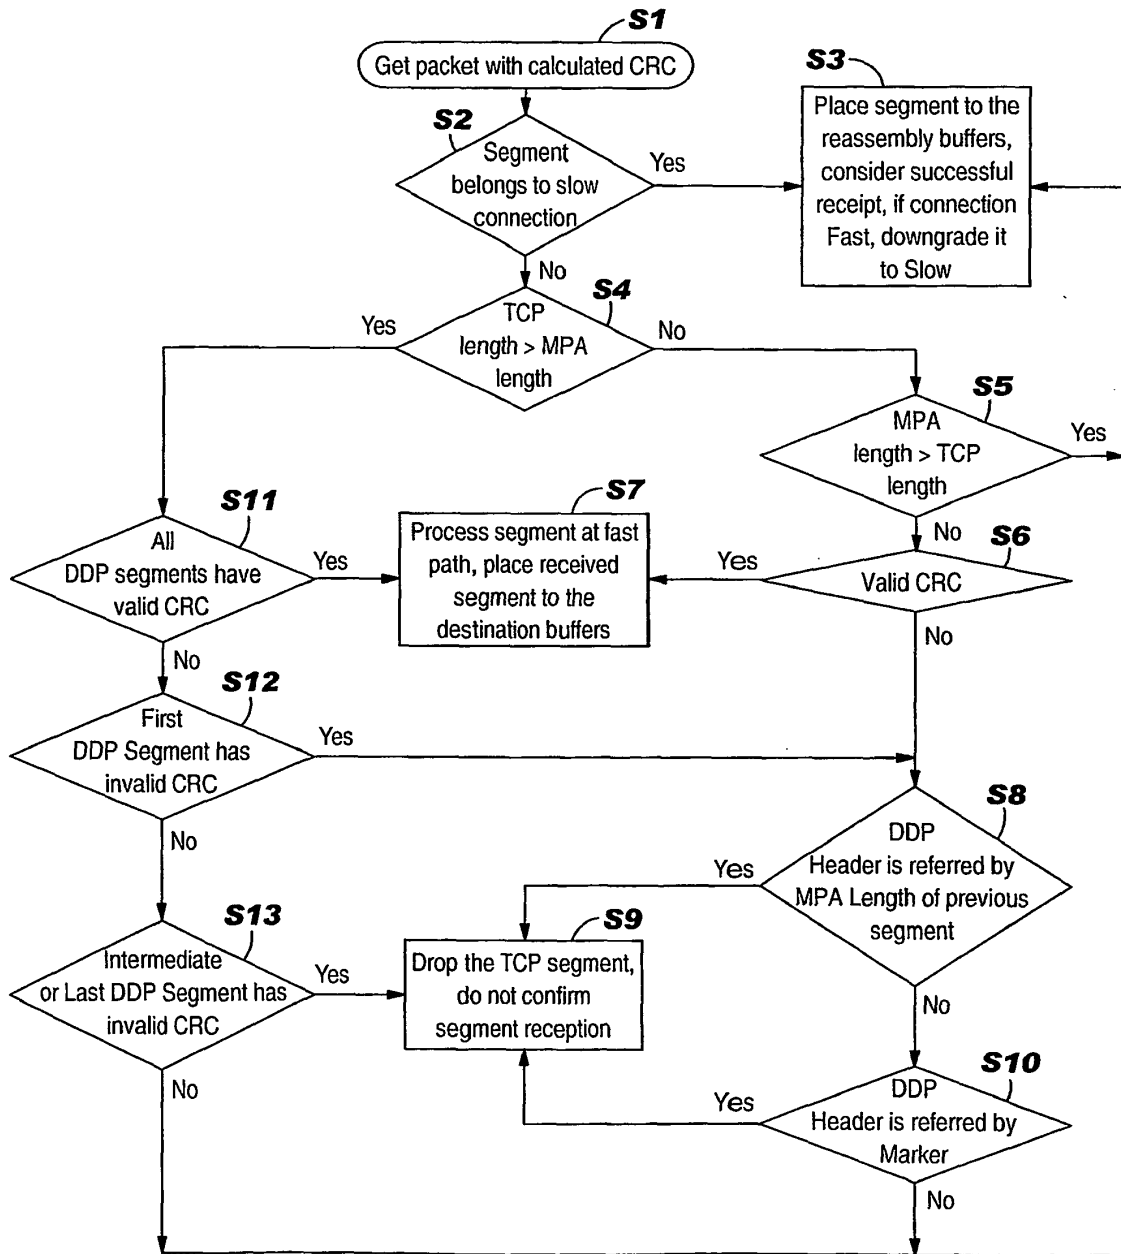 S1
Get packet with calculated CRC
S2
Segment
belongs to slow
connection
Yes
No
S3
Place segment to the
reassembly buffers,
consider successful
receipt, if connection
Fast, downgrade it
to Slow
S4
TCP
length > MPA
length
Yes
No
S5
MPA
length > TCP
length
Yes
No
S11
All
DDP segments have
valid CRC
Yes
No
S7
Process segment at fast
path, place received
segment to the
destination buffers
S6
Valid CRC
Yes
No
S12
First
DDP Segment has
invalid CRC
Yes
No
S8
DDP
Header is referred by
MPA Length of previous
segment
Yes
No
S13
Intermediate
or Last DDP Segment has
invalid CRC
Yes
No
S9
Drop the TCP segment,
do not confirm
segment reception
S10
DDP
Header is referred by
Marker
Yes
No